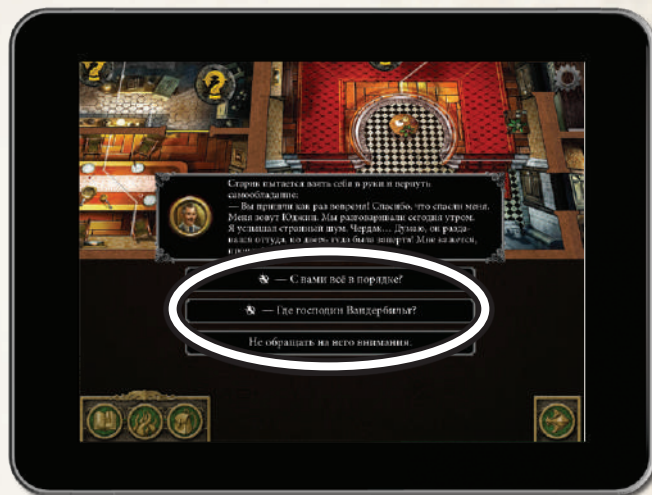 Старик пытается взять себя в руки и вернуть
самообладание:
— Вы пришли как раз вовремя! Спасибо, что спасли меня.
Меня зовут Юджин. Мы разговаривали сегодня утром.
Я услышал странный шум. Чердак… Думаю, он разда-
вался оттуда, но дверь туда была заперта! Мне кажется,
— С вами всё в порядке?
— Где господин Вандербильт?
Не обращать на него внимания.